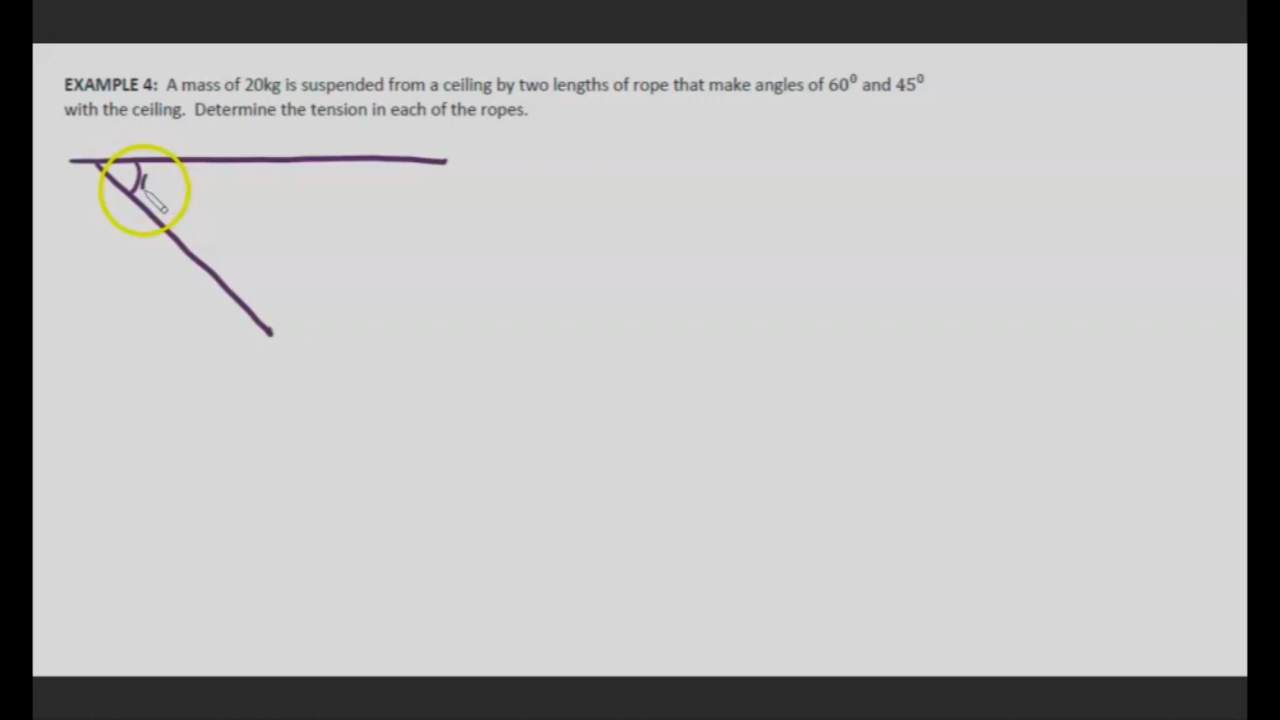 EXAMPLE 4: A mass of 20kg is suspended from a ceiling by two lengths of rope that make angles of 60⁰ and 45⁰
with the ceiling. Determine the tension in each of the ropes.